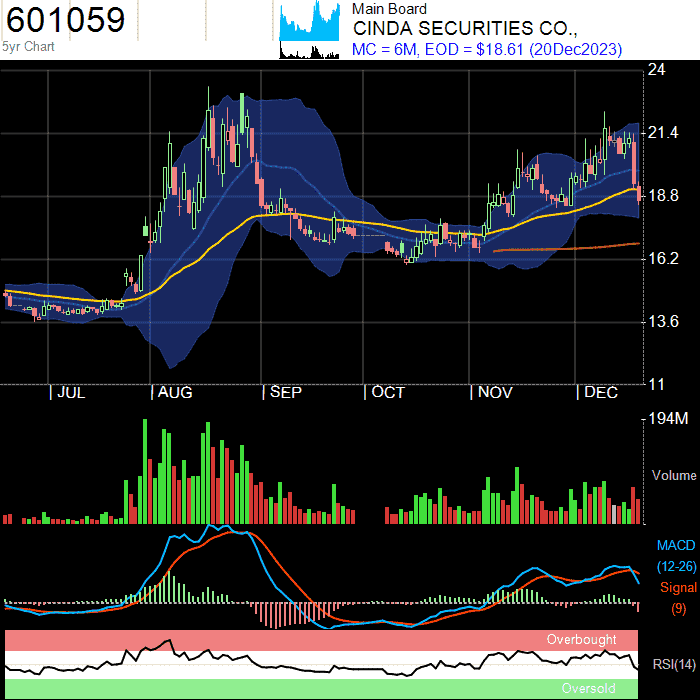 601059
5yr Chart
Main Board
CINDA SECURITIES CO.,
MC = 6M, EOD = $18.61 (20Dec2023)
24
21.4
18.8
16.2
13.6
11
| JUL | AUG | SEP | OCT | NOV | DEC
194M
Volume
MACD
(12-26)
Signal
(9)
Overbought
RSI(14)
Oversold